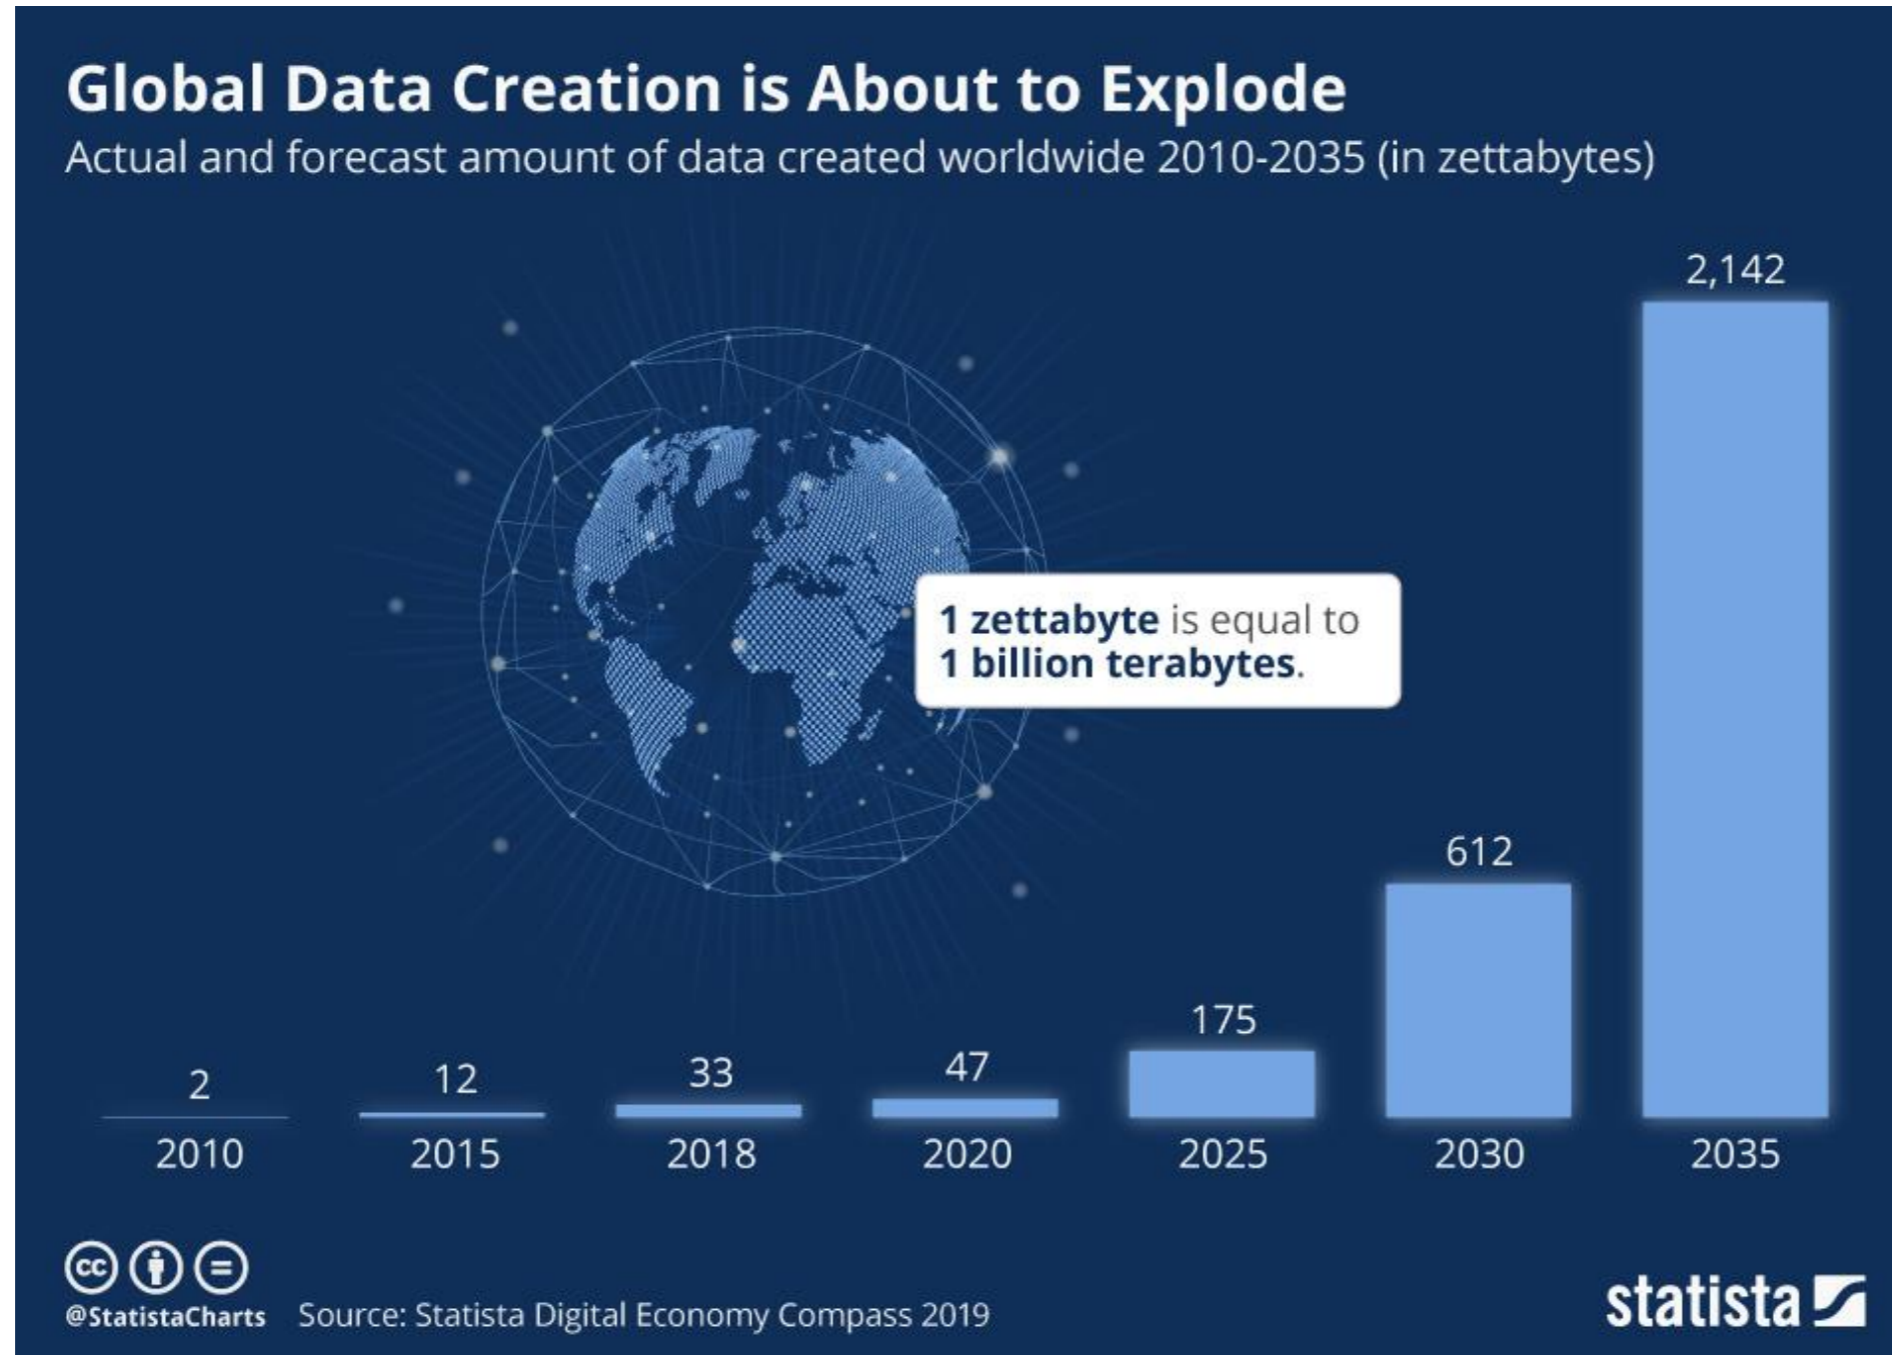 Global Data Creation is About to Explode
Actual and forecast amount of data created worldwide 2010-2035 (in zettabytes)
2,142
1 zettabyte is equal to
1 billion terabytes.
612
175
47
33
12
2
2010
2015
2018
2020
2025
2030
2035
cc
@StatistaCharts
Source: Statista Digital Economy Compass 2019
statista